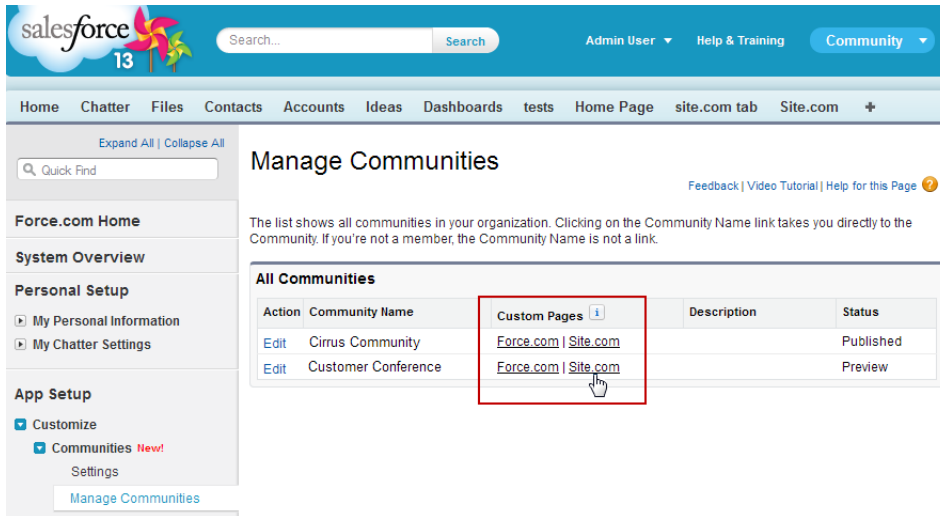 salesforce
13
Search...
Search
Admin User
Help & Training
Community
Home Chatter Files Contacts Accounts Ideas Dashboards tests Home Page site.com tab Site.com +
Expand All | Collapse All
Quick Find
Force.com Home
System Overview
Personal Setup
My Personal Information
My Chatter Settings
App Setup
Customize
Communities New!
Settings
Manage Communities
Manage Communities
Feedback | Video Tutorial | Help for this Page ?
The list shows all communities in your organization. Clicking on the Community Name link takes you directly to the
Community. If you're not a member, the Community Name is not a link.
All Communities
Action Community Name Custom Pages i Description Status
Edit Cirrus Community Force.com | Site.com Published
Edit Customer Conference Force.com | Site.com Preview